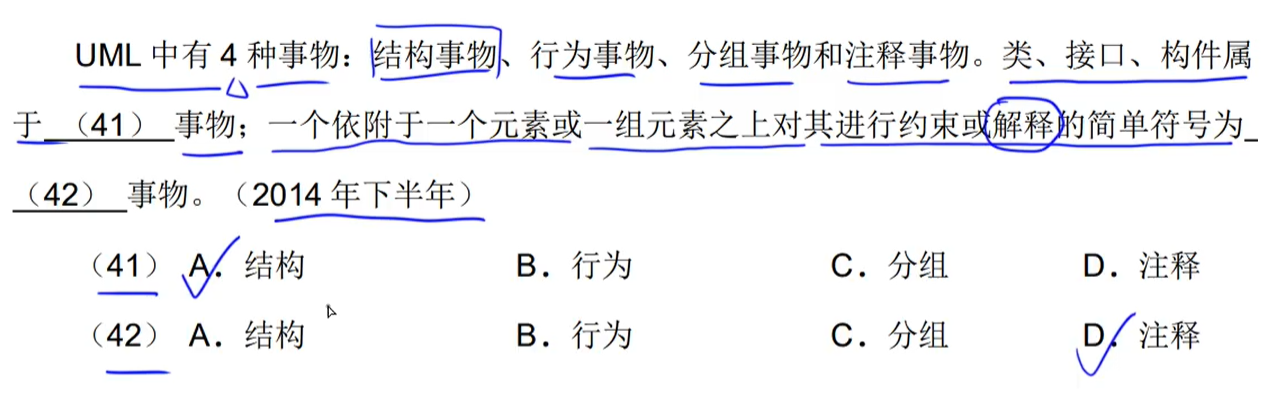 UML 中有 4 种事物：结构事物、行为事物、分组事物和注释事物。类、接口、构件属
于 （41） 事物；一个依附于一个元素或一组元素之上对其进行约束或解释的简单符号为_
（42） 事物。（2014 年下半年）
（41） A．结构 B．行为 C．分组 D．注释
（42） A．结构 B．行为 C．分组 D．注释